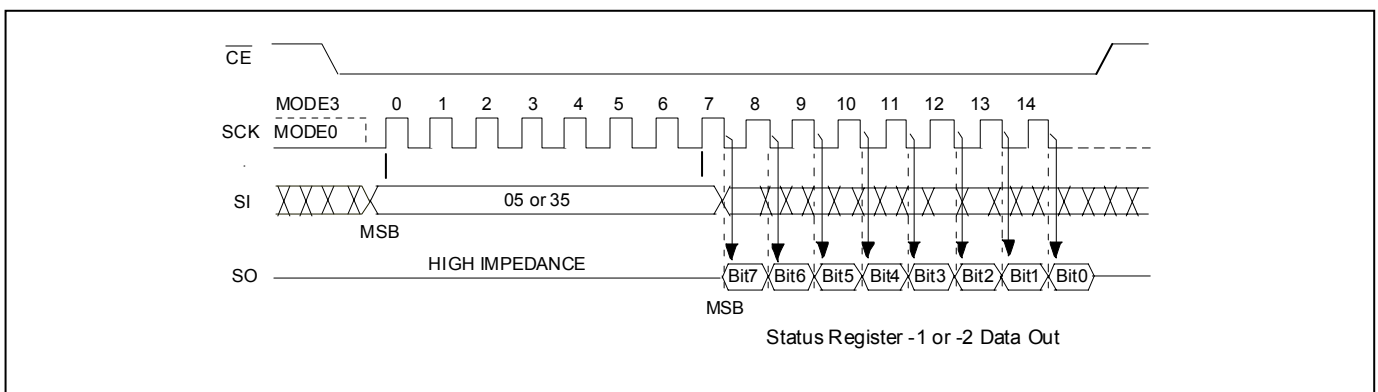 CE
MODE3 0 1 2 3 4 5 6 7 8 9 10 11 12 13 14
SCK MODE0
SI 05 or 35
MSB
SO HIGH IMPEDANCE Bit7 Bit6 Bit5 Bit4 Bit3 Bit2 Bit1 Bit0
MSB
Status Register -1 or -2 Data Out